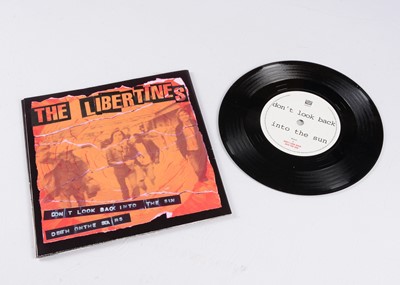 THE LIBERTINES
DON'T LOOK BACK INTO THE SUN
DEATH ON THE STAIRS
don't look back
into the sun